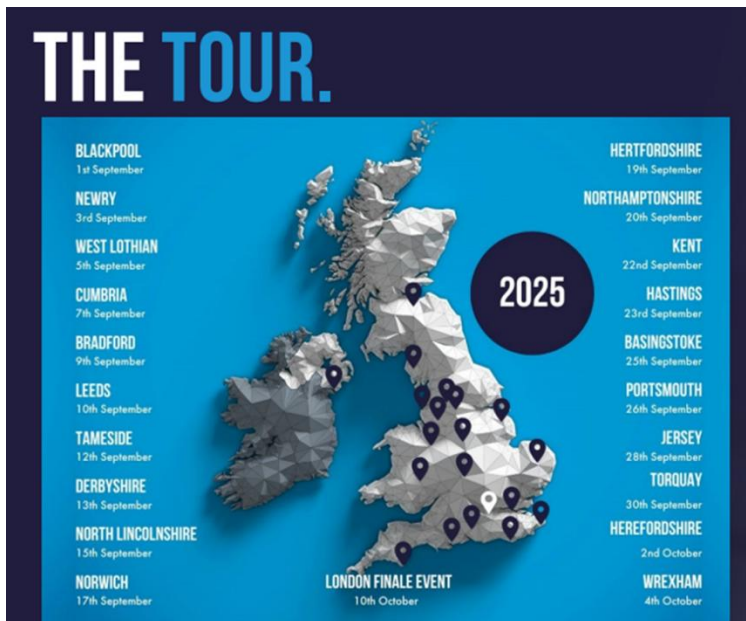 THE TOUR.
BLACKPOOL
1st September
NEWRY
3rd September
WEST LOTHIAN
5th September
CUMBRIA
7th September
BRADFORD
9th September
LEEDS
10th September
TAMESIDE
12th September
DERBYSHIRE
13th September
NORTH LINCOLNSHIRE
15th September
NORWICH
17th September
2025
LONDON FINALE EVENT
10th October
HERTFORDSHIRE
19th September
NORTHAMPTONSHIRE
20th September
KENT
22nd September
HASTINGS
23rd September
BASINGSTOKE
25th September
PORTSMOUTH
26th September
JERSEY
28th September
TORQUAY
30th September
HEREFORDSHIRE
2nd October
WREXHAM
4th October